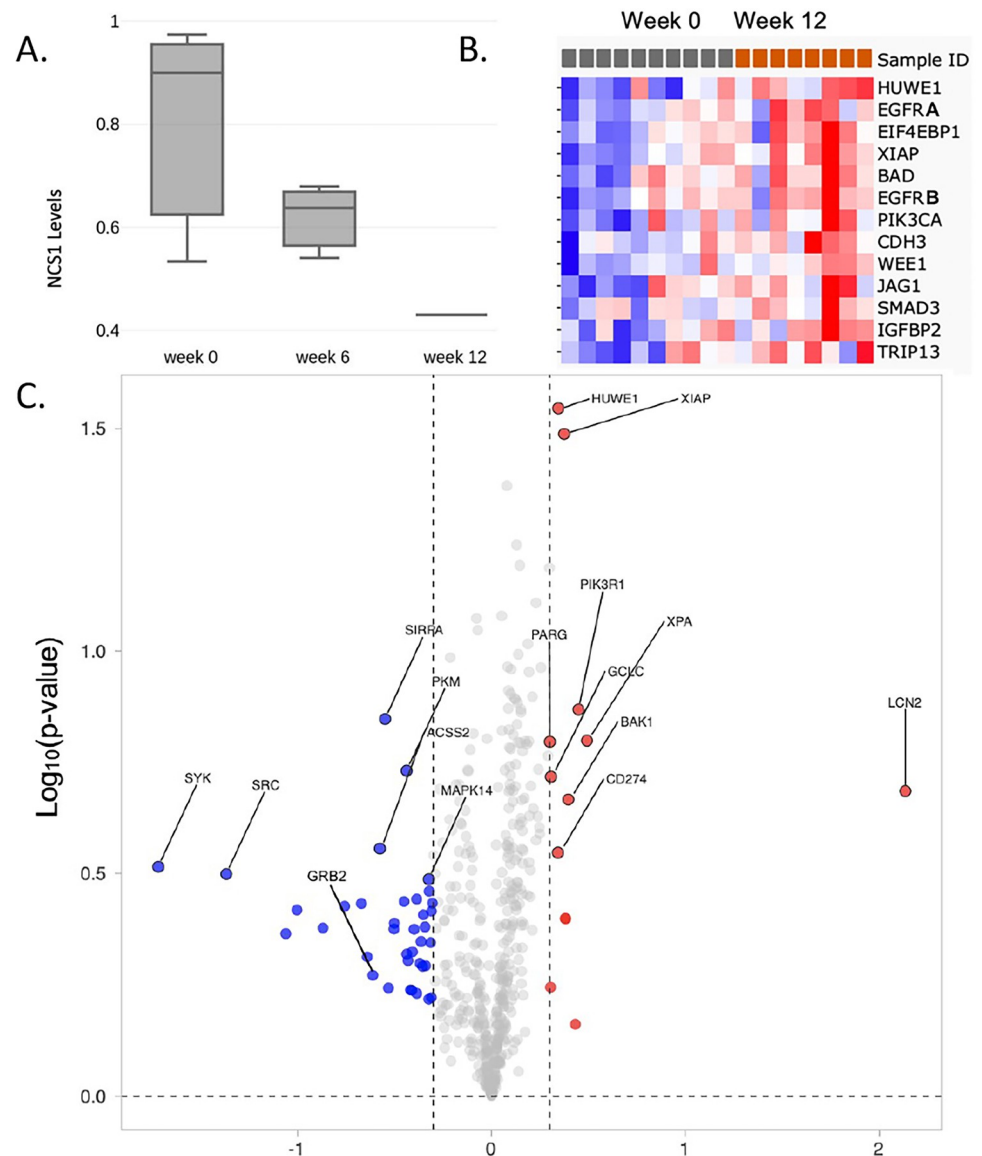 A.
1
0.8
0.6
0.4
NCS1 Levels
week 0
week 6
week 12
B.
Week 0
Week 12
Sample ID
HUWE1
EGFRA
EIF4EBP1
XIAP
BAD
EGFRB
PIK3CA
CDH3
WEE1
JAG1
SMAD3
IGFBP2
TRIP13
C.
Log10(p-value)
1.5
1.0
0.5
0.0
HUWE1
XIAP
PIK3R1
XPA
PARG
SIRPA
GCLC
PKM
LCN2
BAK1
ACSS2
SYK
SRC
MAPK14
CD274
GRB2
-1
0
1
2